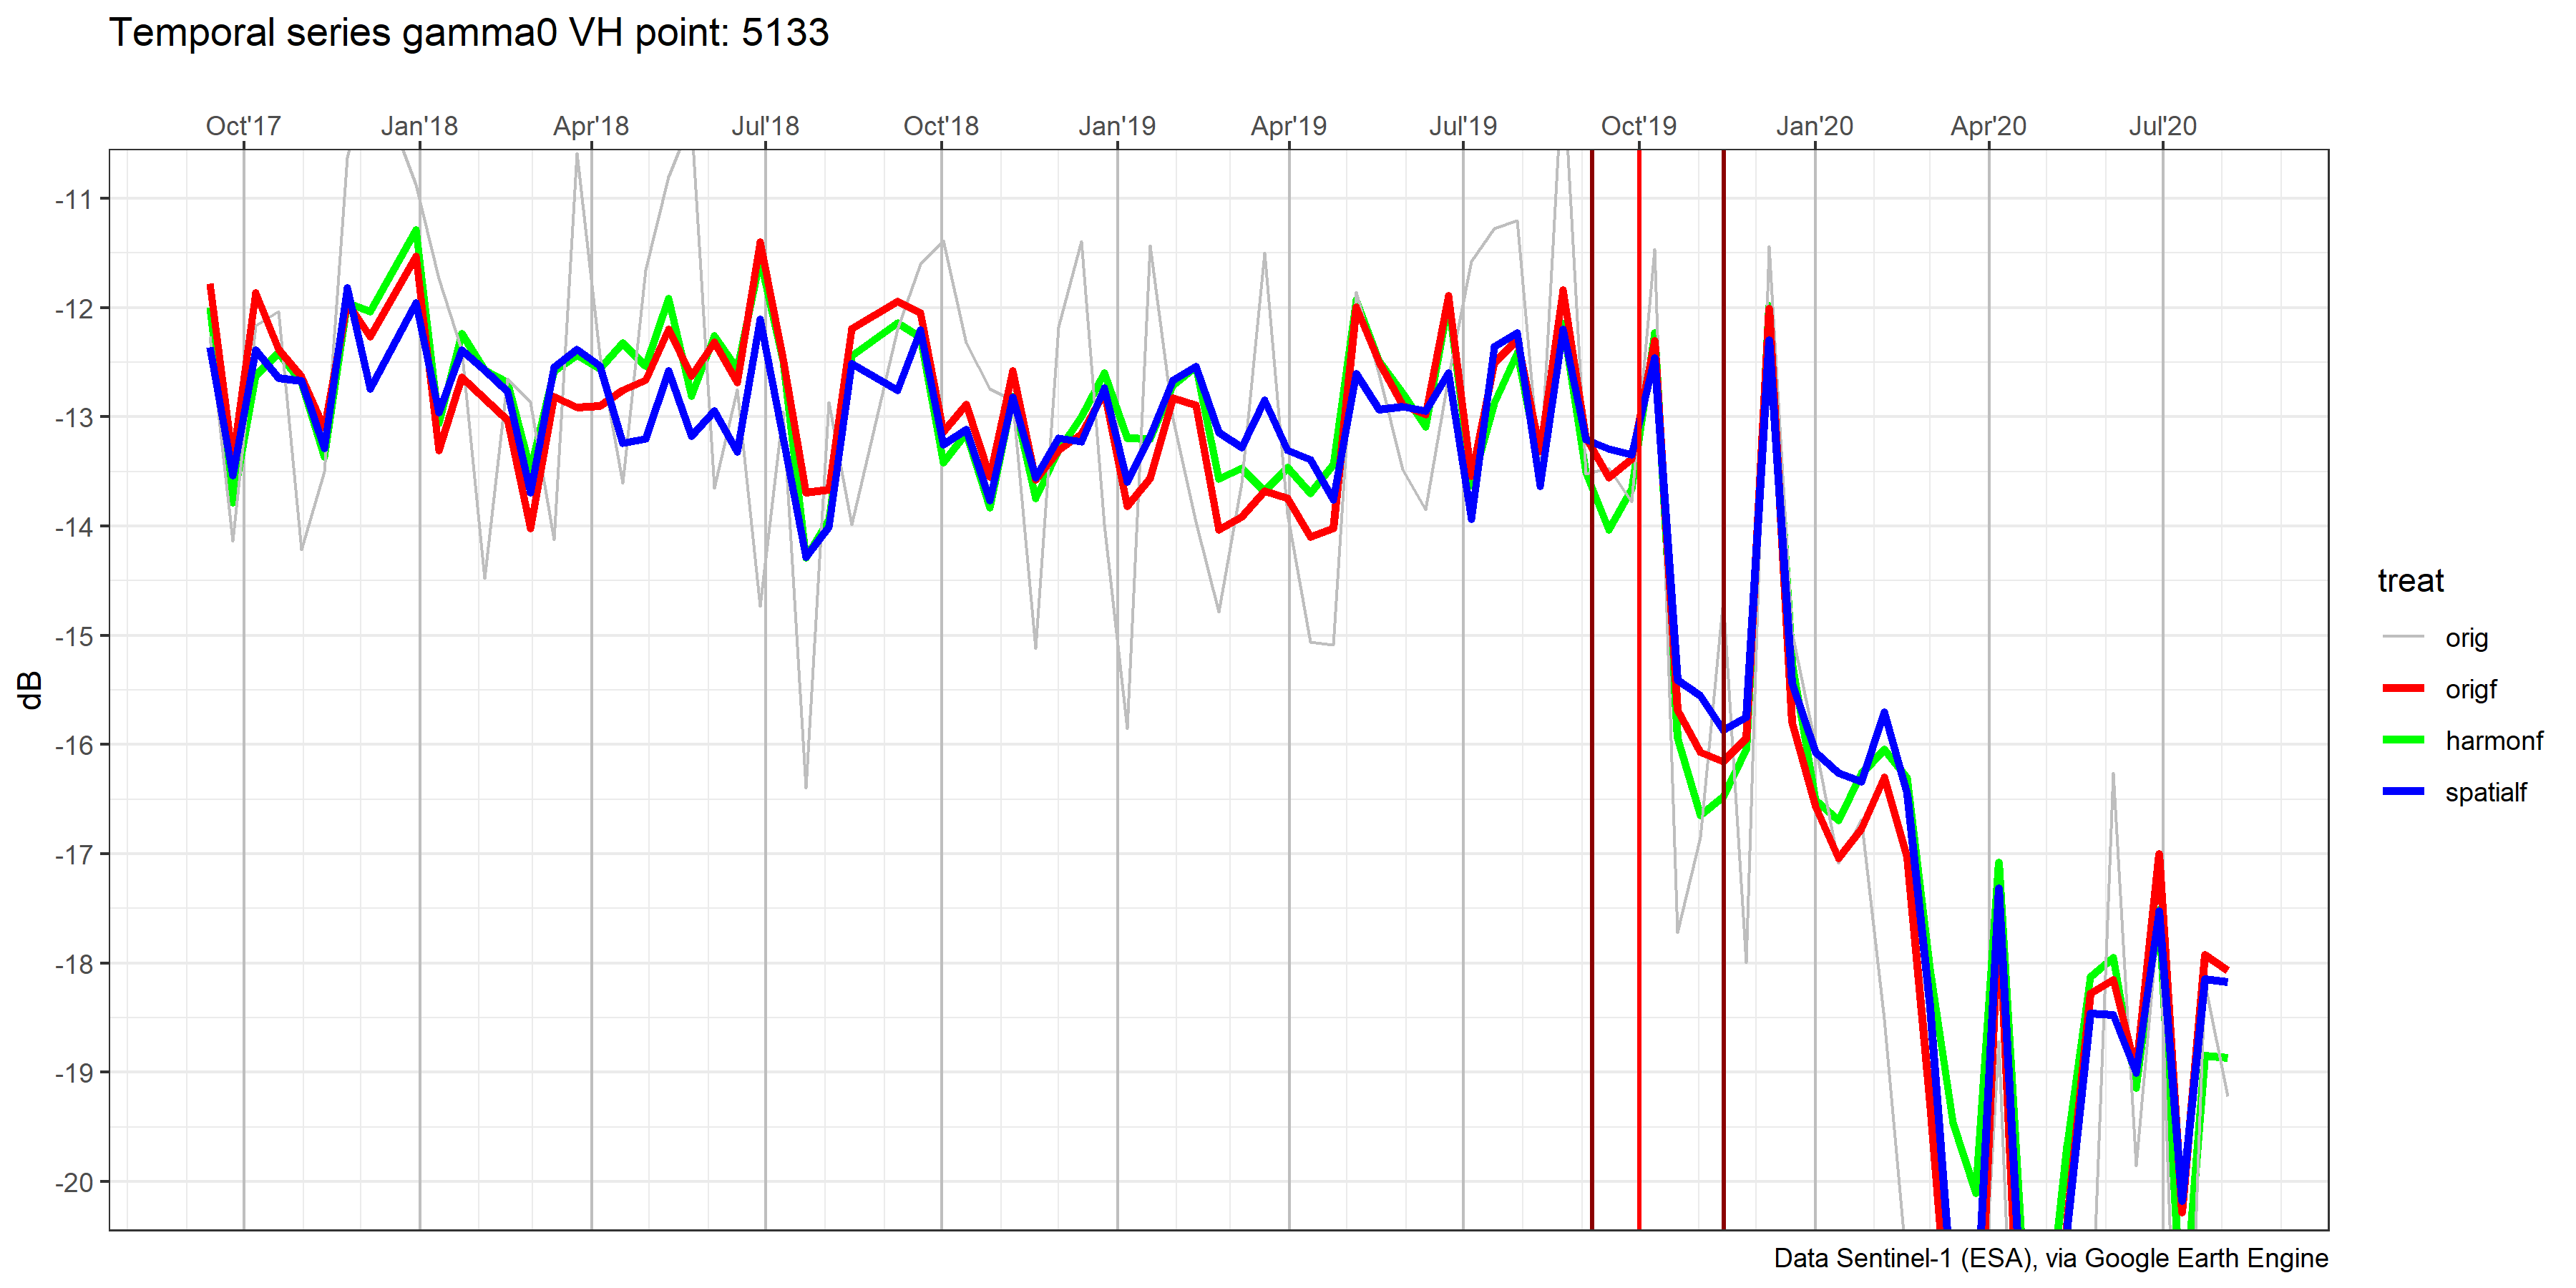 Temporal series gamma0 VH point: 5133
Oct'17 Jan'18 Apr'18 Jul'18 Oct'18 Jan'19 Apr'19 Jul'19 Oct'19 Jan'20 Apr'20 Jul'20
-11
-12
-13
-14
-15
-16
-17
-18
-19
-20
dB
treat
orig
origf
harmonf
spatialf
Data Sentinel-1 (ESA), via Google Earth Engine